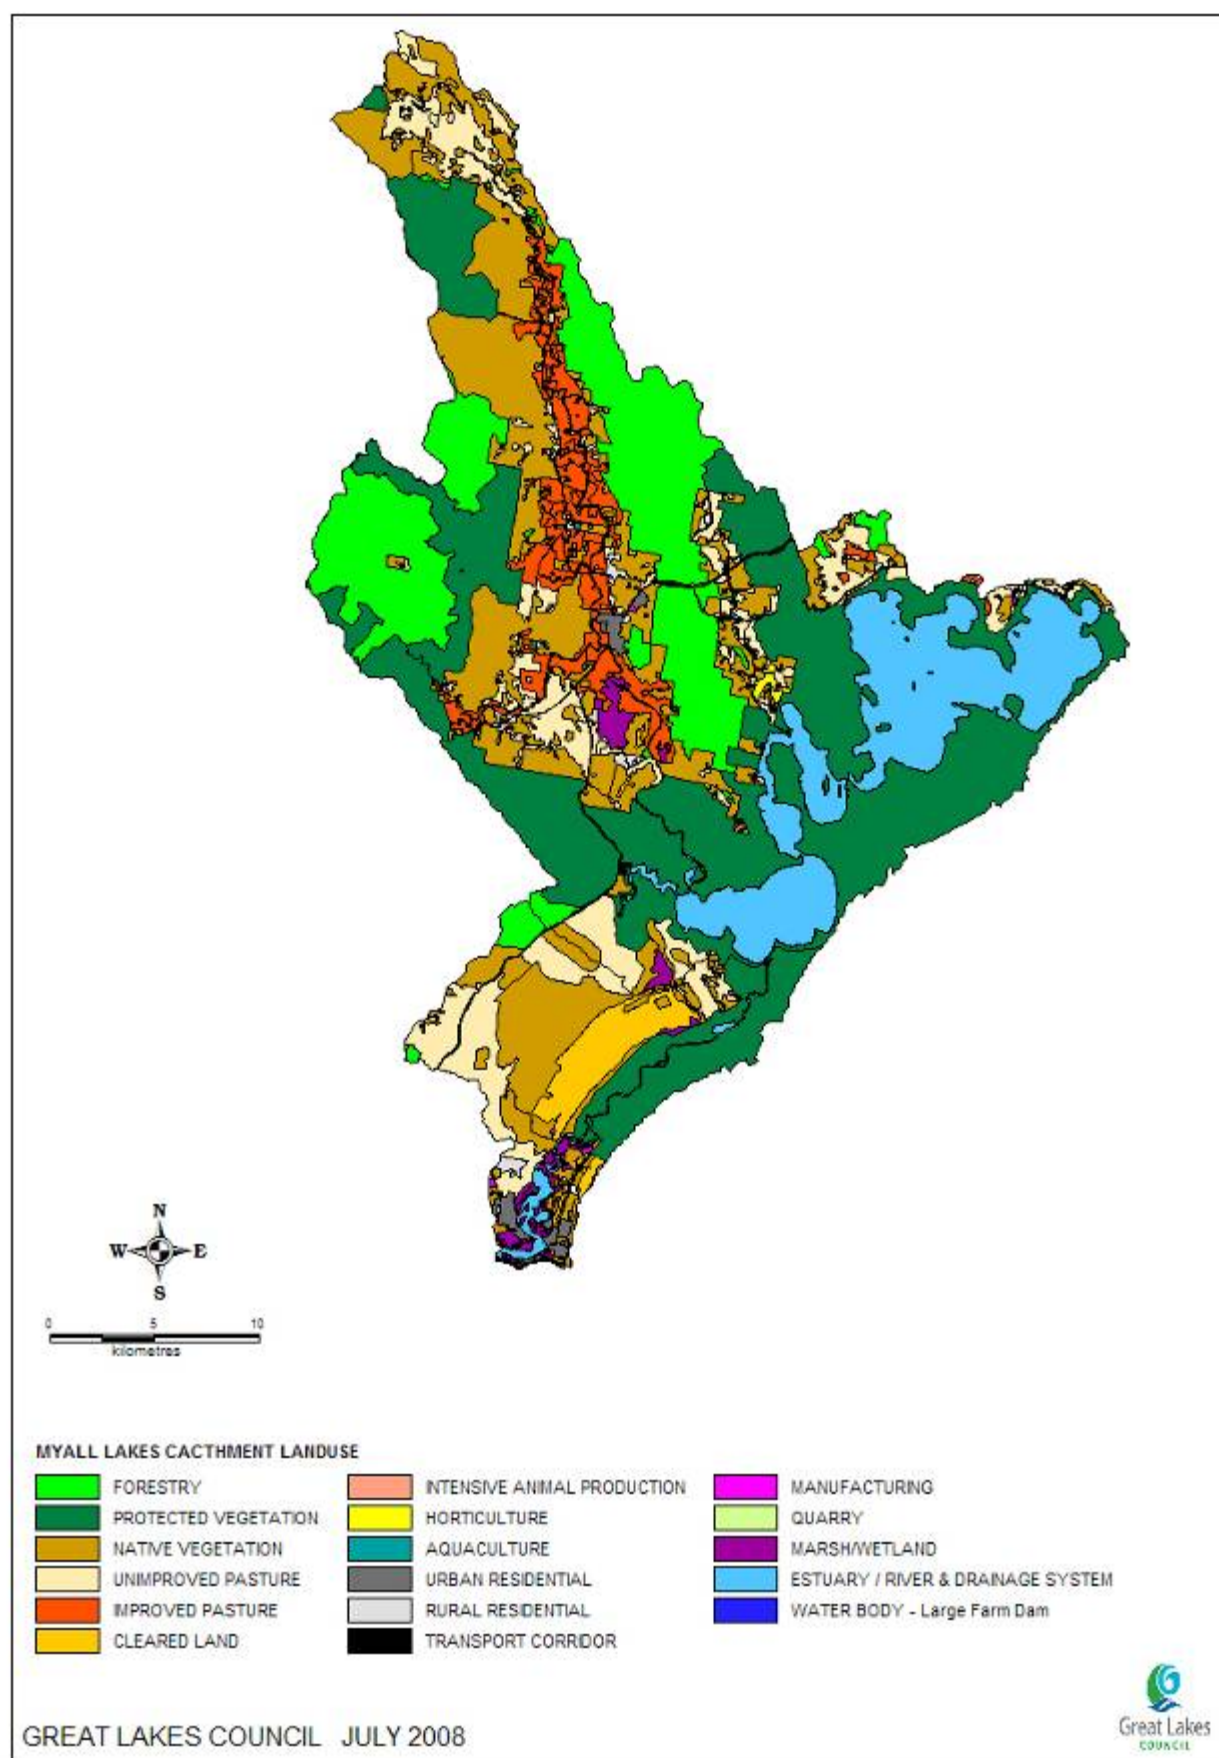 N
W E
S
0 5 10
kilometres
MYALL LAKES CACTHMENT LANDUSE
FORESTRY
PROTECTED VEGETATION
NATIVE VEGETATION
UNIMPROVED PASTURE
IMPROVED PASTURE
CLEARED LAND
INTENSIVE ANIMAL PRODUCTION
HORTICULTURE
AQUACULTURE
URBAN RESIDENTIAL
RURAL RESIDENTIAL
TRANSPORT CORRIDOR
MANUFACTURING
QUARRY
MARSH/WETLAND
ESTUARY / RIVER & DRAINAGE SYSTEM
WATER BODY - Large Farm Dam
GREAT LAKES COUNCIL JULY 2008
Great Lakes
COUNCIL